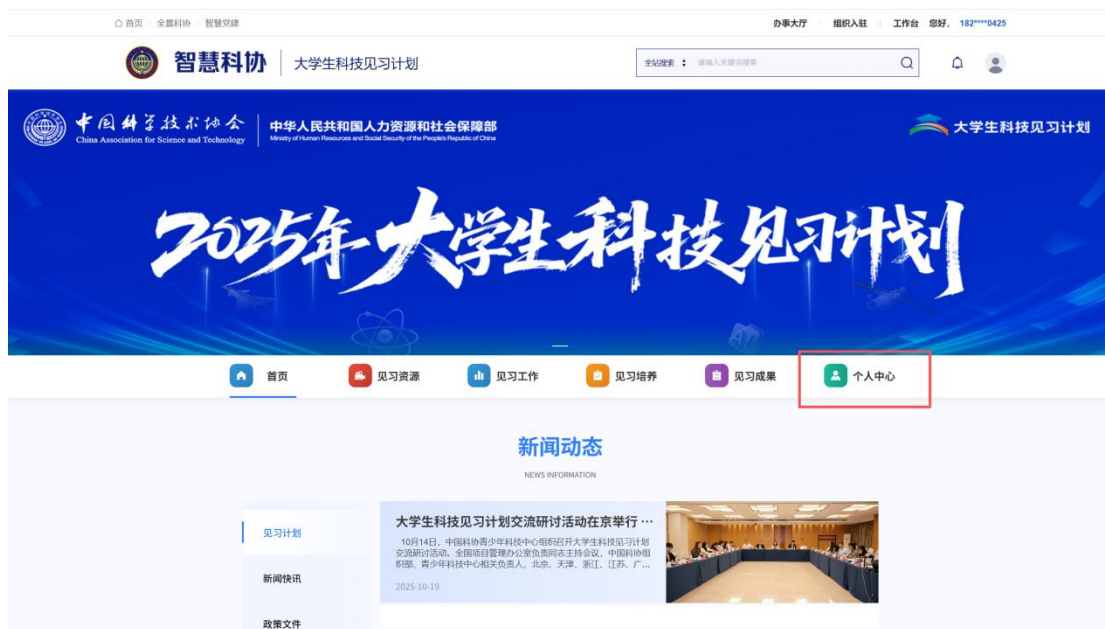 首页 全景科协 智慧党建 办事大厅 组织入驻 工作台 您好，182****0425
智慧科协 大学生科技见习计划 全站搜索 请输入关键词搜索
中国科学技术协会
China Association for Science and Technology
中华人民共和国人力资源和社会保障部
Ministry of Human Resources and Social Security of the People's Republic of China
大学生科技见习计划
2025年大学生科技见习计划
首页 见习资源 见习工作 见习培养 见习成果 个人中心
新闻动态
NEWS INFORMATION
见习计划
新闻快讯
政策文件
大学生科技见习计划交流研讨活动在京举行 ···
10月14日，中国科协青少年科技中心组织召开大学生科技见习计划
交流研讨活动。全国项目管理办公室负责同志主持会议，中国科协组
织部、青少年科技中心相关负责人，北京、天津、浙江、江苏、广...
2025-10-19